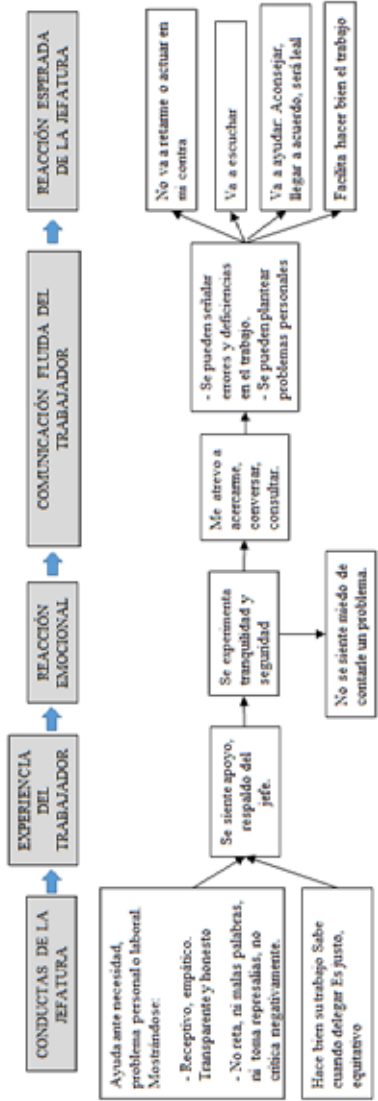 CONDUCTAS DE LA
JEFATURA
EXPERIENCIA
DEL
TRABAJADOR
REACCIÓN
EMOCIONAL
COMUNICACIÓN FLUIDA DEL
TRABAJADOR
REACCIÓN ESPERADA
DE LA JEFATURA
Ayuda ante necesidad,
problema personal o laboral.
Mostrándose:
- Receptivo, empático.
Transparente y honesto
- No reta, ni malas palabras,
ni toma represalias, no
critica negativamente.
Hace bien su trabajo Sabe
cuando delegar Es justo,
equitativo
Se siente apoyo,
respaldo del
jefe.
Se experimenta
tranquilidad y
seguridad
No se siente miedo de
contarle un problema.
Me atrevo a
acercarme,
conversar,
consultar.
- Se pueden señalar
errores y deficiencias
en el trabajo.
- Se pueden plantear
problemas personales
No va a retarme o actuar en
mi contra
Va a escuchar
Va a ayudar: Aconsejar,
llegar a acuerdo, será leal
Facilita hacer bien el trabajo